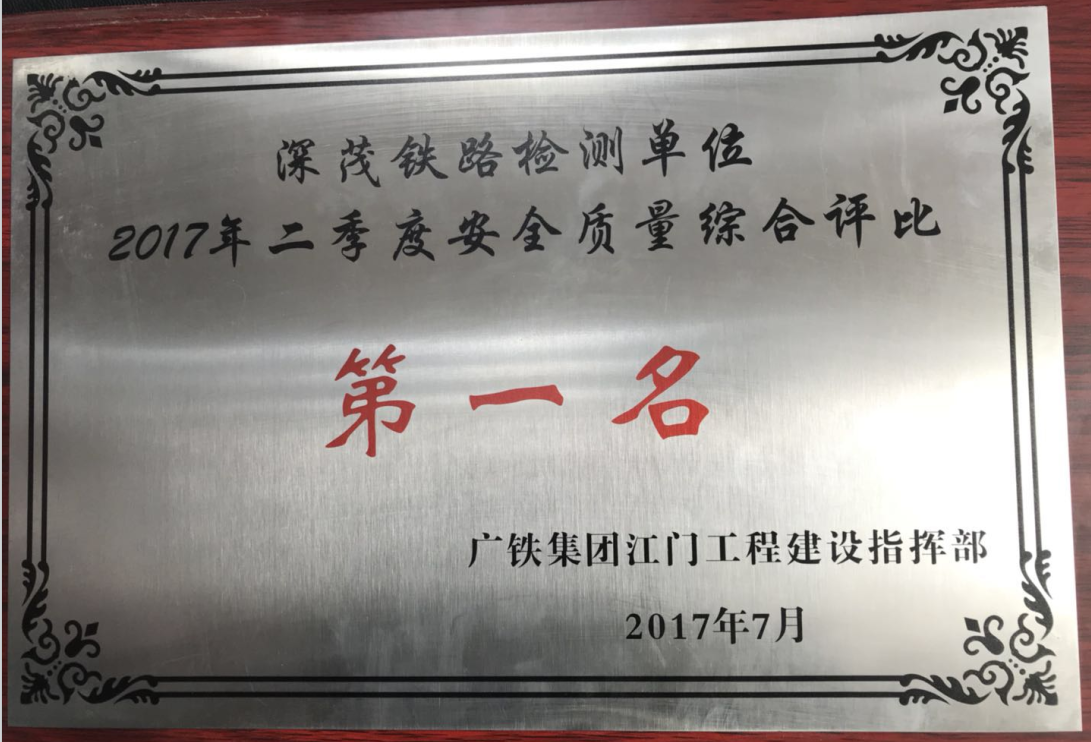 深茂铁路检测单位
2017年二季度安全质量综合评比
第一名
广铁集团江门工程建设指挥部
2017年7月